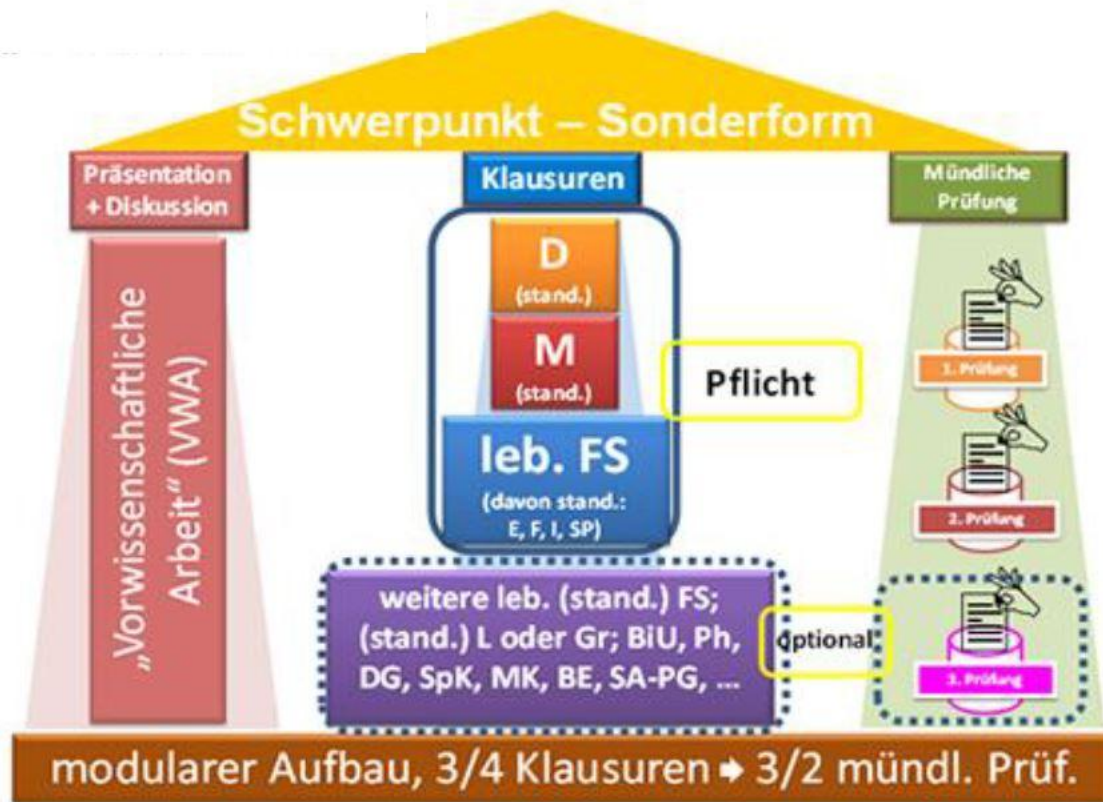 Schwerpunkt – Sonderform
Präsentation
+ Diskussion
„Vorwissenschaftliche
Arbeit“ (VWA)
Klausuren
D
(stand.)
M
(stand.)
leb. FS
(davon stand.:
E, F, I, SP)
Pflicht
weitere leb. (stand.) FS;
(stand.) L oder Gr; BiU, Ph,
DG, SpK, MK, BE, SA-PG, ...
optional
Mündliche
Prüfung
1. Prüfung
2. Prüfung
3. Prüfung
modularer Aufbau, 3/4 Klausuren ➧ 3/2 mündl. Prüf.